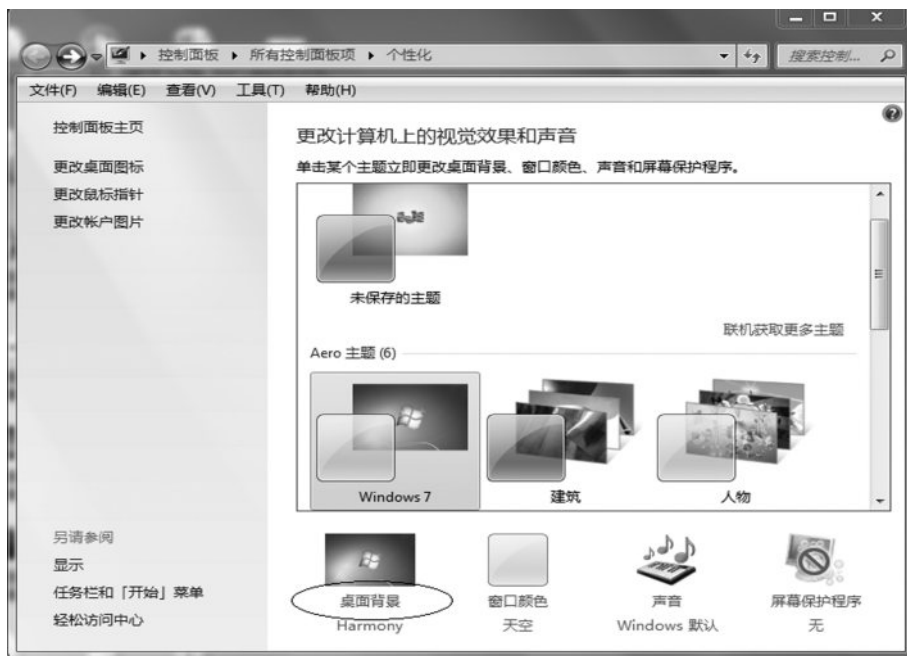 控制面板 ▸ 所有控制面板项 ▸ 个性化
搜索控制...
文件(F) 编辑(E) 查看(V) 工具(T) 帮助(H)
控制面板主页
更改桌面图标
更改鼠标指针
更改帐户图片
更改计算机上的视觉效果和声音
单击某个主题立即更改桌面背景、窗口颜色、声音和屏幕保护程序。
未保存的主题
联机获取更多主题
Aero 主题 (6)
Windows 7 建筑 人物
另请参阅
显示
任务栏和「开始」菜单
轻松访问中心
桌面背景 窗口颜色 声音 屏幕保护程序
Harmony 天空 Windows 默认 无